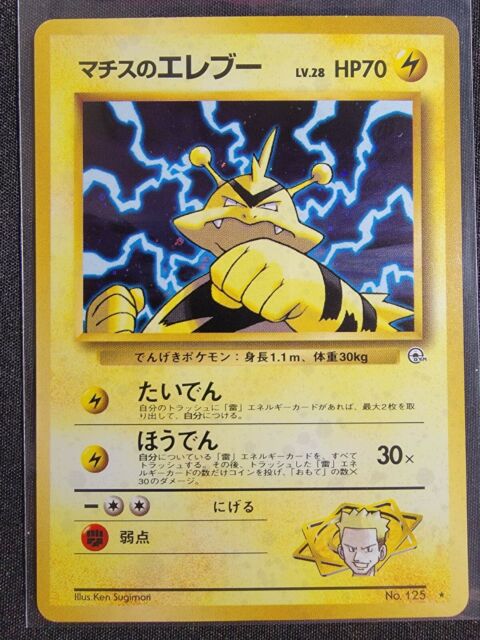 マチスのエレブー LV.28 HP70
でんげきポケモン：身長1.1m、体重30kg
GYM
たいでん
自分のトラッシュに「雷」エネルギーカードがあれば、最大2枚を取
り出して、自分につける。
ほうでん
自分についている「雷」エネルギーカードを、すべて
トラッシュする。その後、トラッシュした「雷」エネ
ルギーカードの数だけコインを投げ、「おもて」の数×
30のダメージ。
30×
にげる
弱点
Illus.Ken Sugimori No. 125 ★